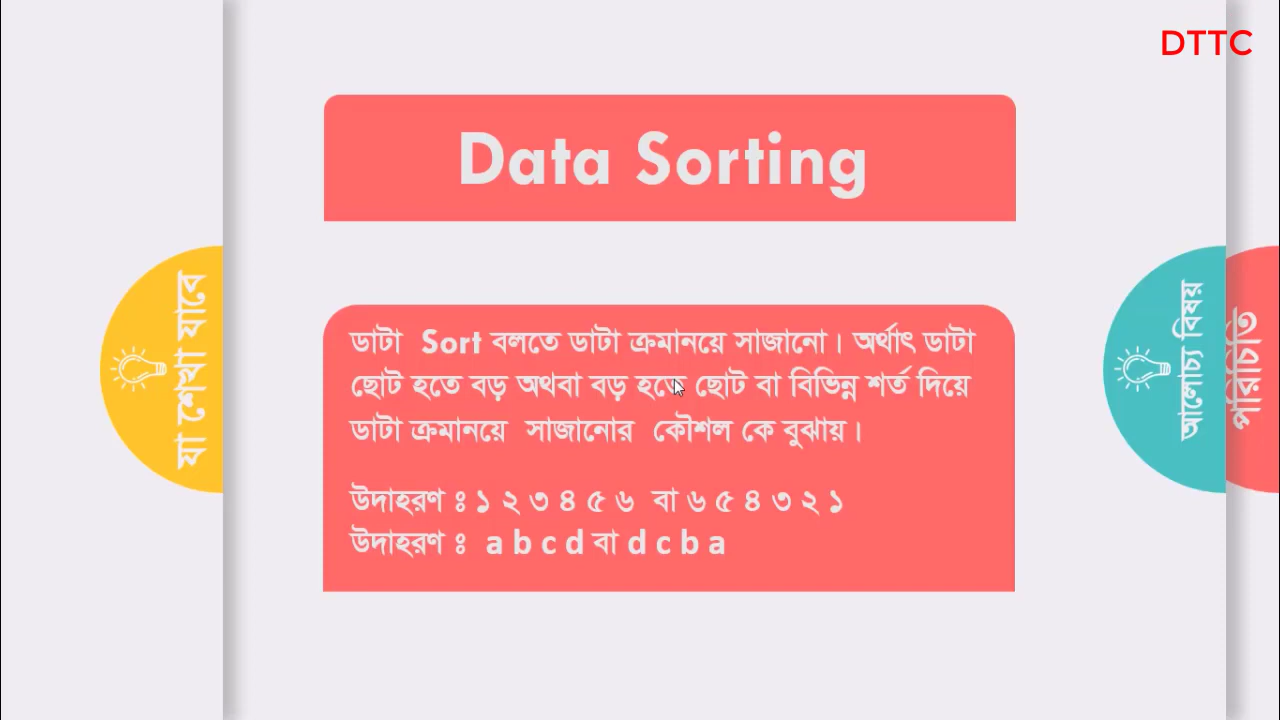 DTTC
Data Sorting
ডাটা Sort বলতে ডাটা ক্রমানয়ে সাজানো। অর্থাৎ ডাটা
ছোট হতে বড় অথবা বড় হতে ছোট বা বিভিন্ন শর্ত দিয়ে
ডাটা ক্রমানয়ে সাজানোর কৌশল কে বুঝায়।
উদাহরণ ঃ ১ ২ ৩ ৪ ৫ ৬ বা ৬ ৫ ৪ ৩ ২ ১
উদাহরণ ঃ a b c d বা d c b a
যা শেখা যাবে
আলোচ্য বিষয়
পরিচিতি